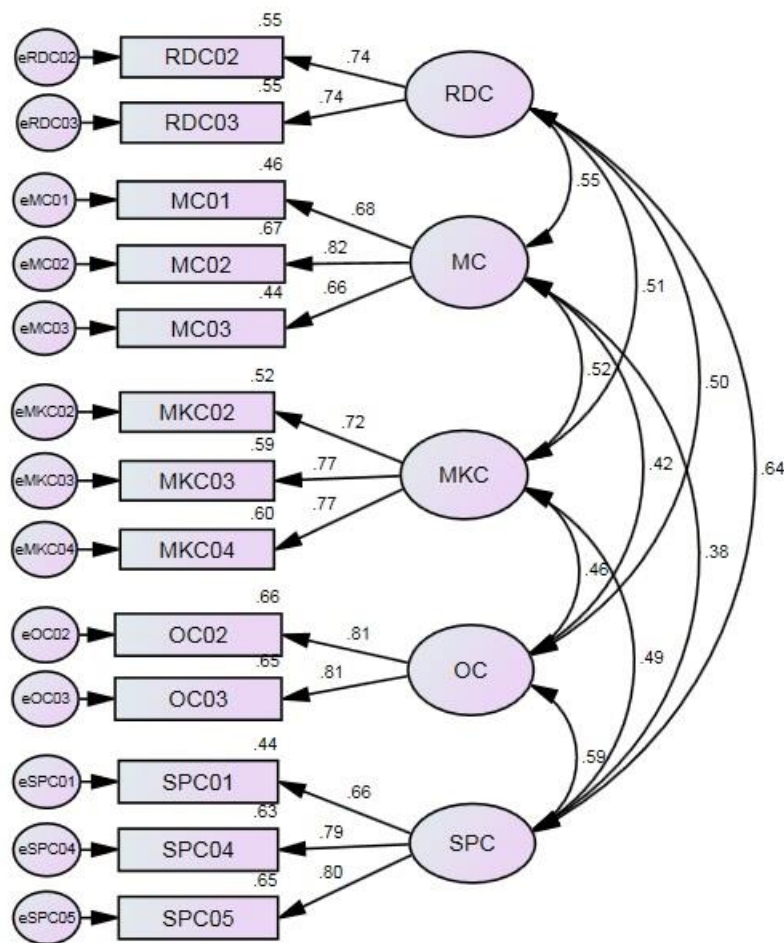 .55
eRDC02 RDC02 .74
RDC
.55
eRDC03 RDC03 .74
.55
.46
eMC01 MC01 .68
.67
eMC02 MC02 .82 MC
.44
eMC03 MC03 .66
.51
.52
.50
.52
eMKC02 MKC02 .72
.59
eMKC03 MKC03 .77 MKC
.42
.64
.60
eMKC04 MKC04 .77
.38
.46
.66
eOC02 OC02 .81
OC
.65
eOC03 OC03 .81
.49
.59
.44
eSPC01 SPC01 .66
.63
eSPC04 SPC04 .79 SPC
.65
eSPC05 SPC05 .80